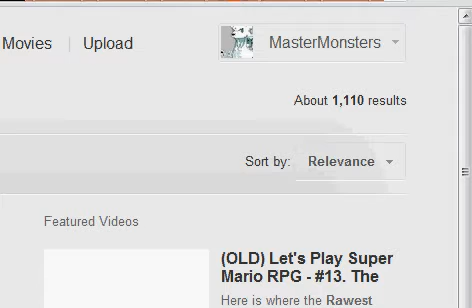 Movies | Upload MasterMonsters
About 1,110 results
Sort by: Relevance
Featured Videos
(OLD) Let's Play Super
Mario RPG - #13. The
Here is where the Rawest